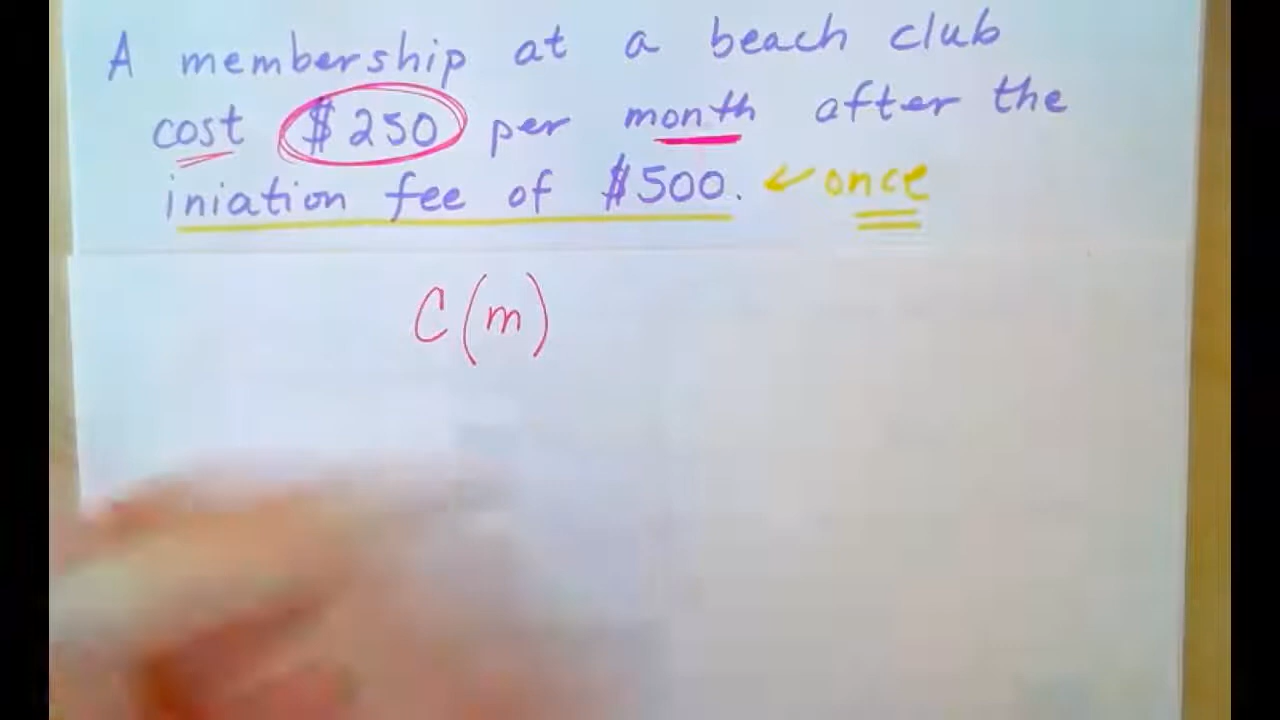 A membership at a beach club
cost $250 per month after the
iniation fee of $500. once
C(m)